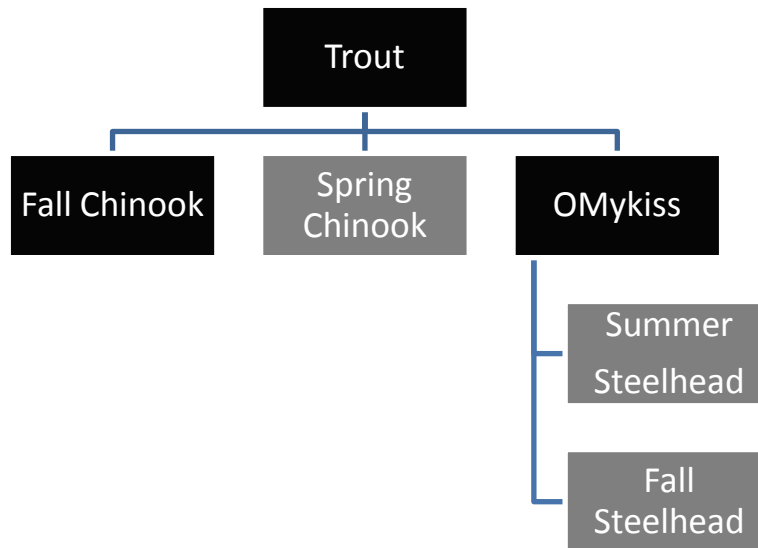 Trout
Fall Chinook
Spring
Chinook
OMykiss
Summer
Steelhead
Fall
Steelhead